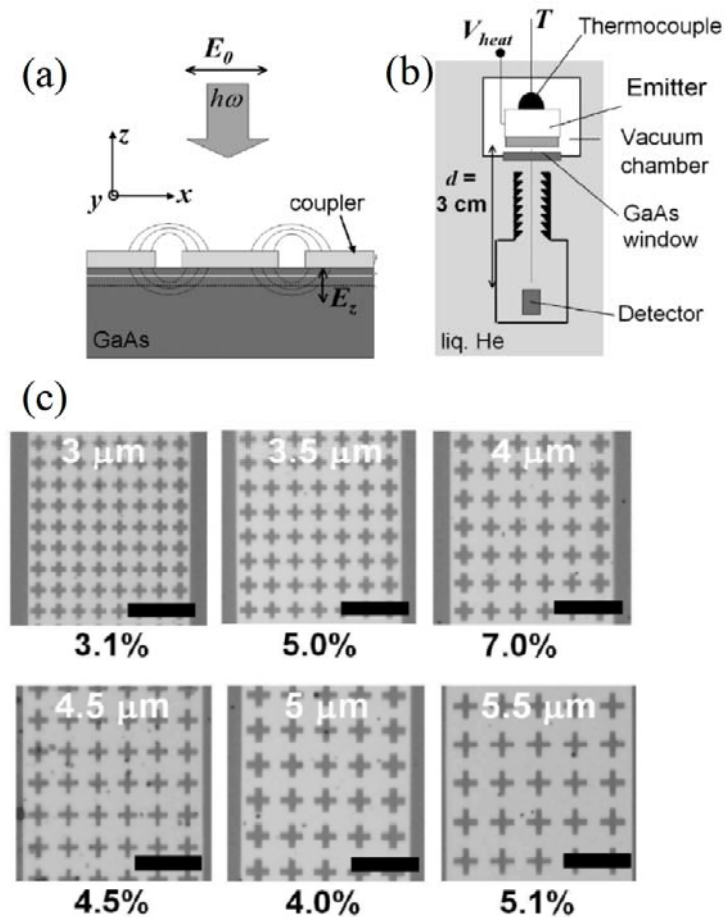 (a)
E0
ħω
z
y
x
coupler
Ez
GaAs
(b)
Vheat
T
Thermocouple
Emitter
Vacuum
chamber
d =
3 cm
GaAs
window
Detector
liq. He
(c)
3 μm
3.5 μm
4 μm
3.1%
5.0%
7.0%
4.5 μm
5 μm
5.5 μm
4.5%
4.0%
5.1%